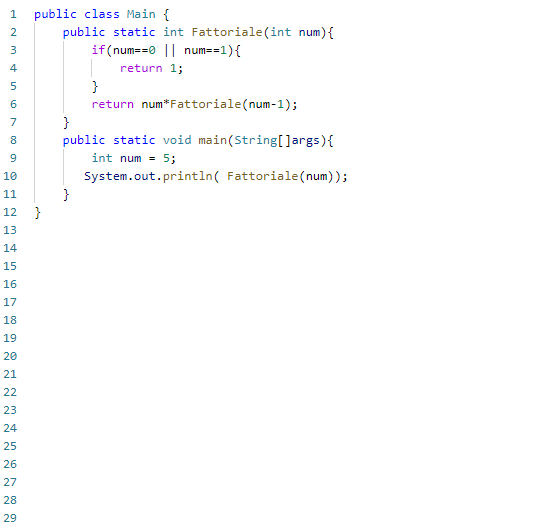 1 public class Main {
2 public static int Fattoriale(int num){
3 if(num==0 || num==1){
4 return 1;
5 }
6 return num*Fattoriale(num-1);
7 }
8 public static void main(String[]args){
9 int num = 5;
10 System.out.println( Fattoriale(num));
11 }
12 }
13
14
15
16
17
18
19
20
21
22
23
24
25
26
27
28
29